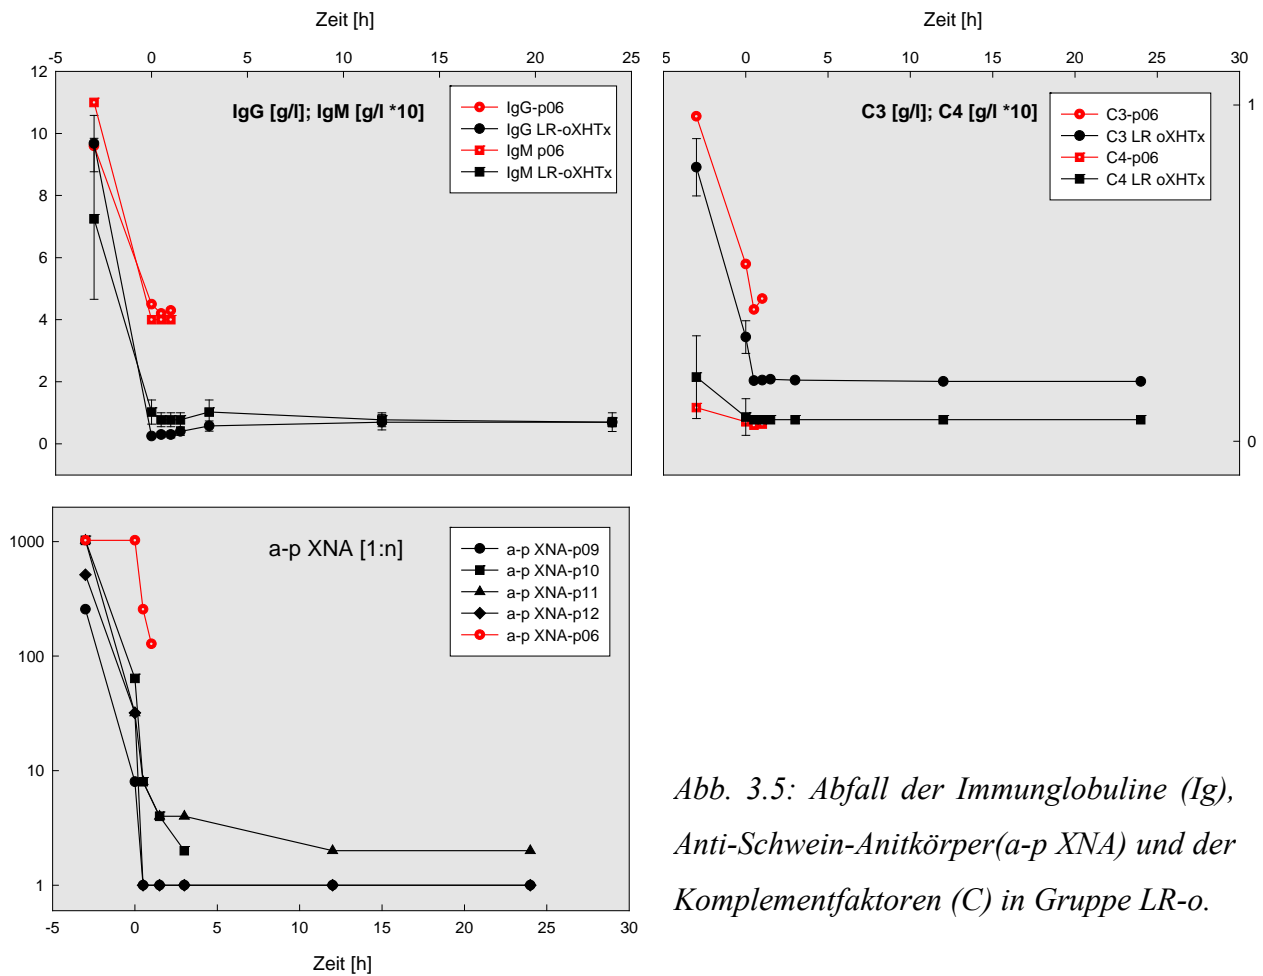 Zeit [h]
-5 0 5 10 15 20 25
12
10
8
6
4
2
0
IgG [g/l]; IgM [g/l *10]
IgG-p06
IgG LR-oXHTx
IgM p06
IgM LR-oXHTx
Zeit [h]
5 0 5 10 15 20 25 30
C3 [g/l]; C4 [g/l *10]
C3-p06
C3 LR oXHTx
C4-p06
C4 LR oXHTx
1
0
1000
100
10
1
a-p XNA [1:n]
a-p XNA-p09
a-p XNA-p10
a-p XNA-p11
a-p XNA-p12
a-p XNA-p06
-5 0 5 10 15 20 25 30
Zeit [h]
Abb. 3.5: Abfall der Immunglobuline (Ig),
Anti-Schwein-Anitkörper(a-p XNA) und der
Komplementfaktoren (C) in Gruppe LR-o.